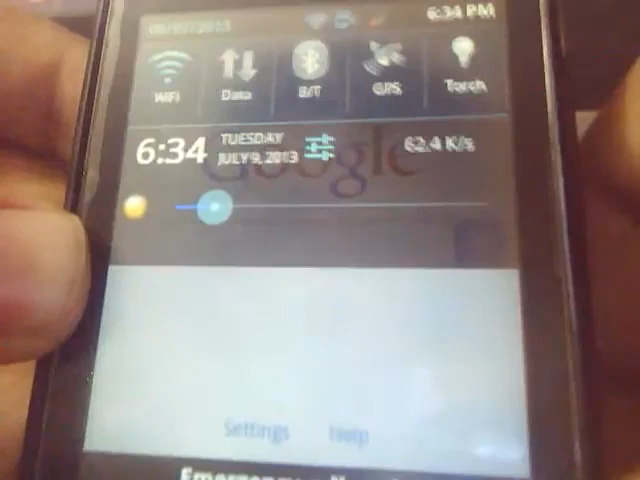 6:34 PM
WiFi
Data
B/T
GPS
Torch
6:34
TUESDAY
JULY 9, 2013
62.4 K/s
Google
Settings
Help